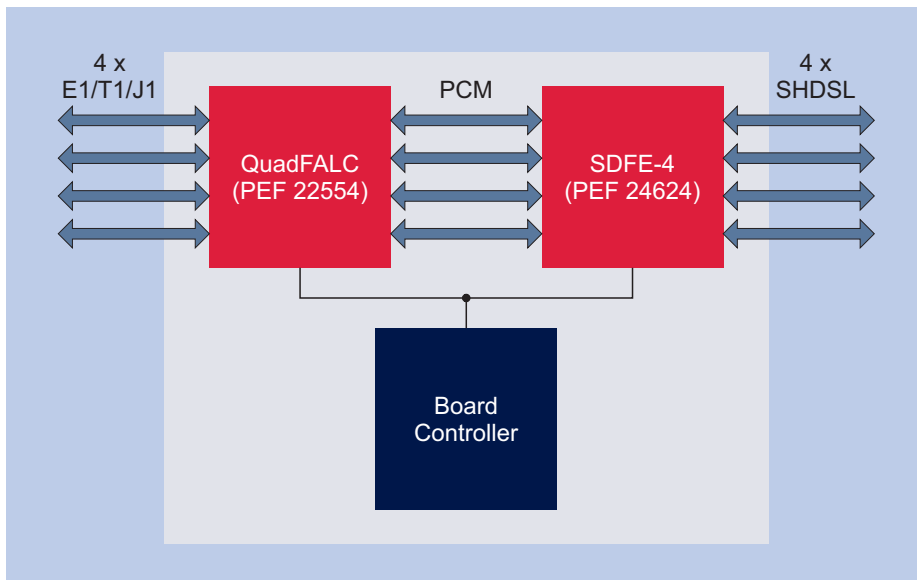 4 x
E1/T1/J1
PCM
4 x
SHDSL
QuadFALC
(PEF 22554)
SDFE-4
(PEF 24624)
Board
Controller